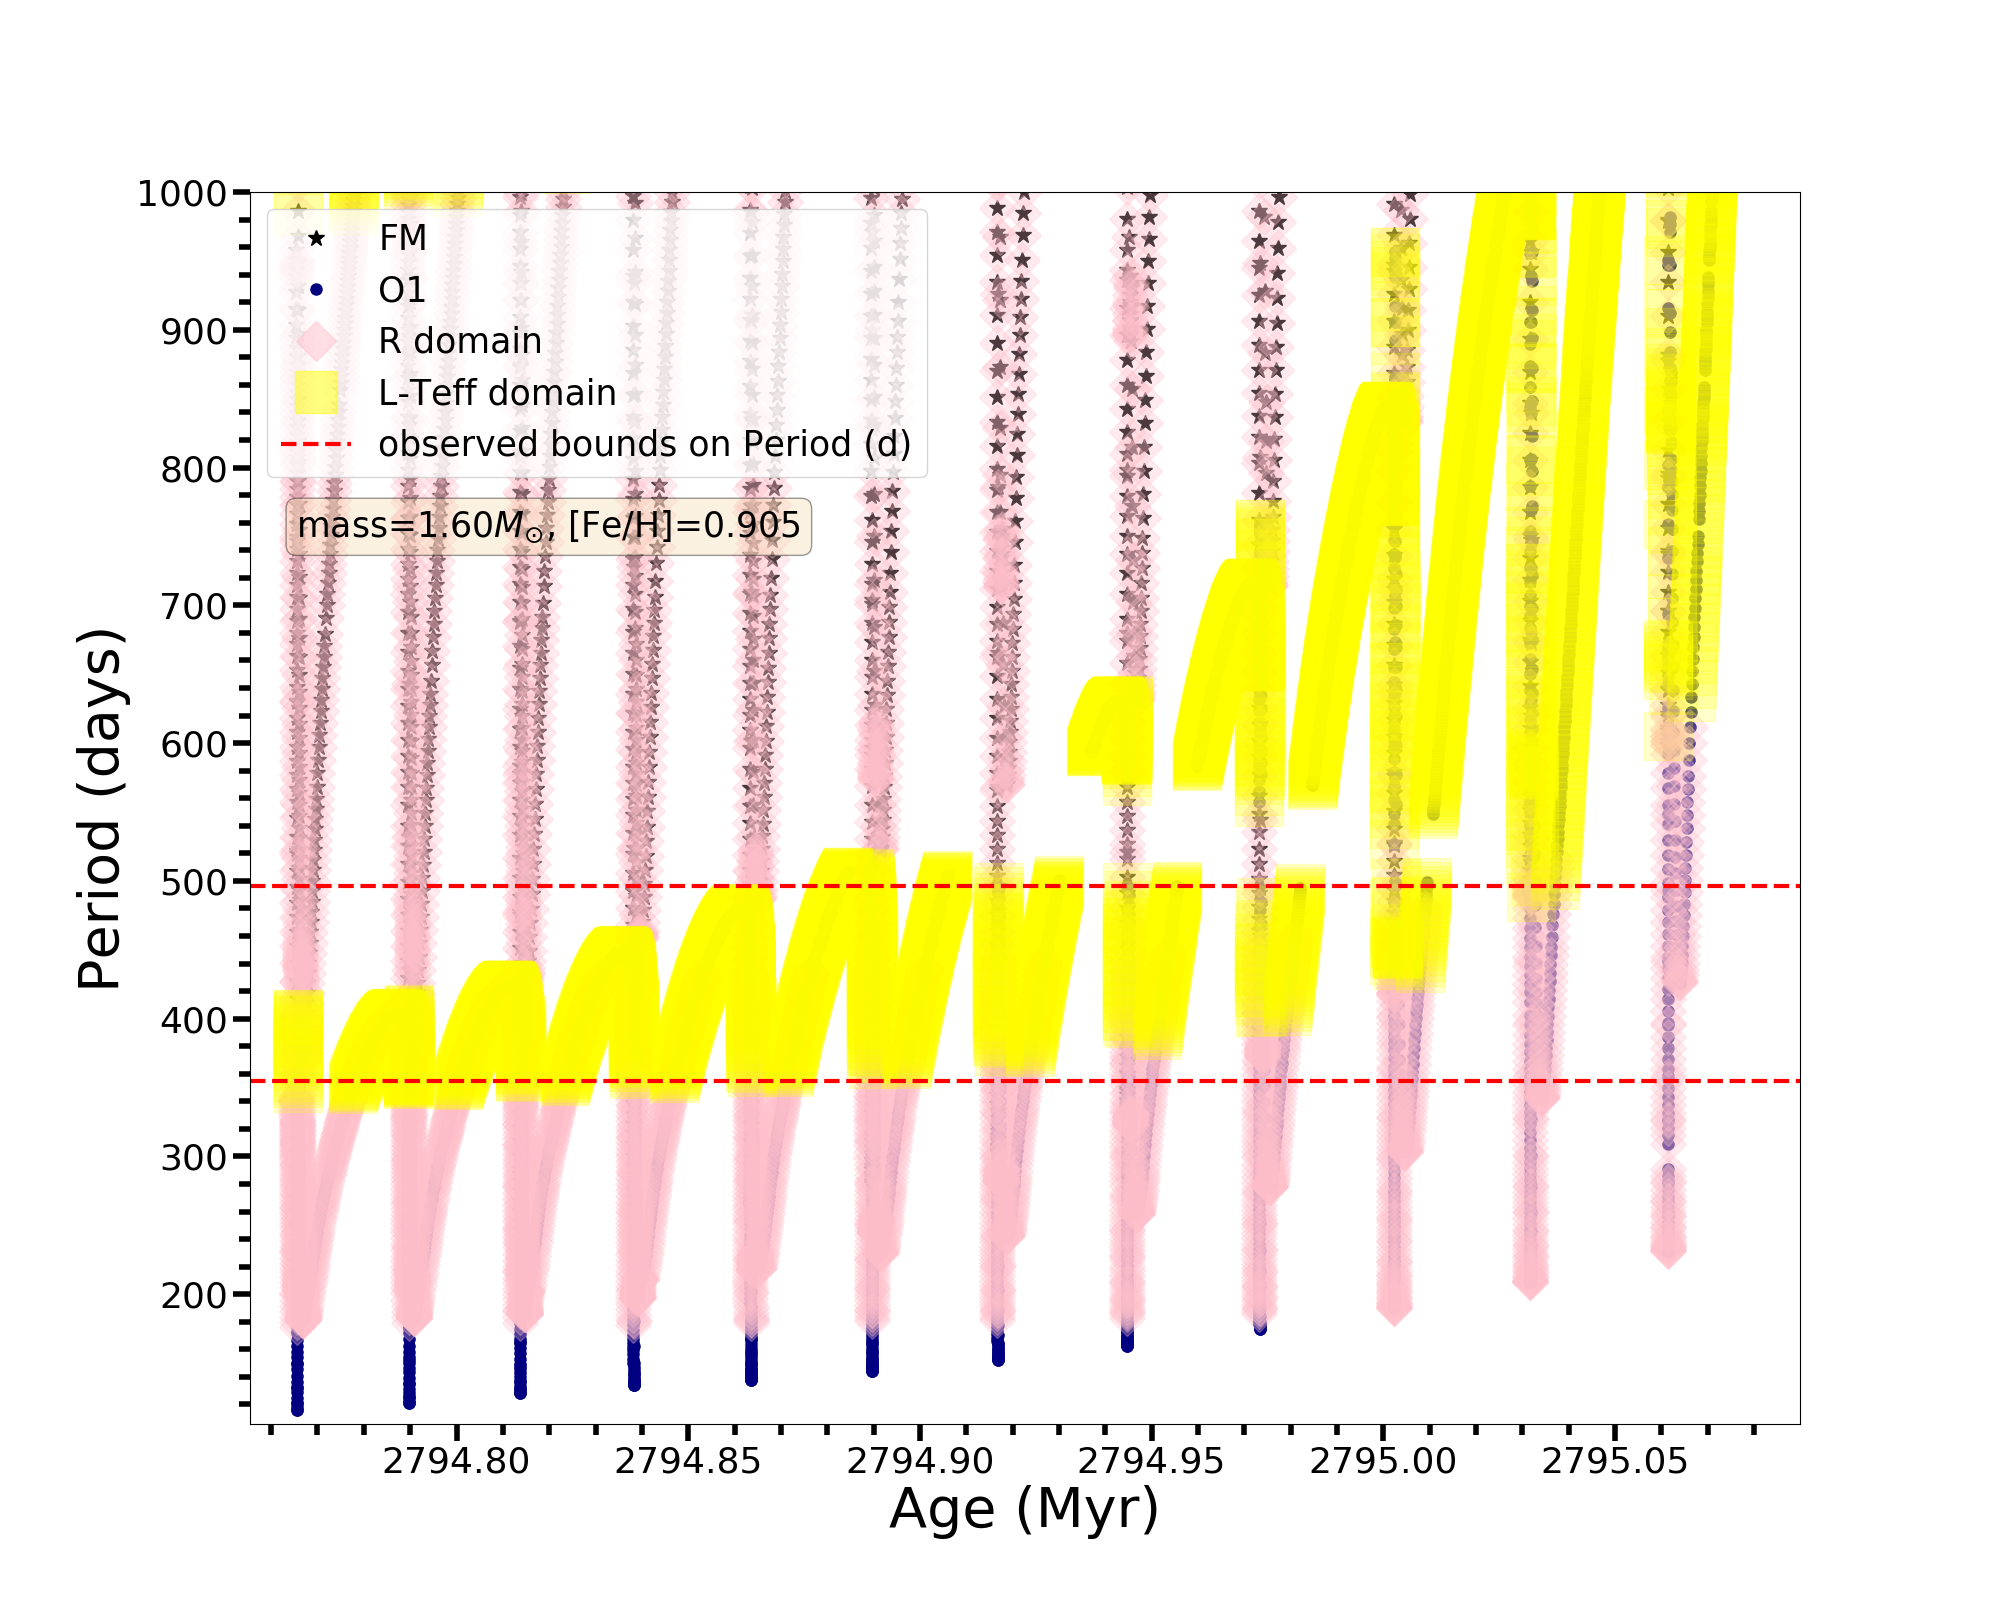 1000
900
800
700
600
500
400
300
200
Period (days)
FM
O1
R domain
L-Teff domain
observed bounds on Period (d)
mass=1.60M☉, [Fe/H]=0.905
2794.80 2794.85 2794.90 2794.95 2795.00 2795.05
Age (Myr)